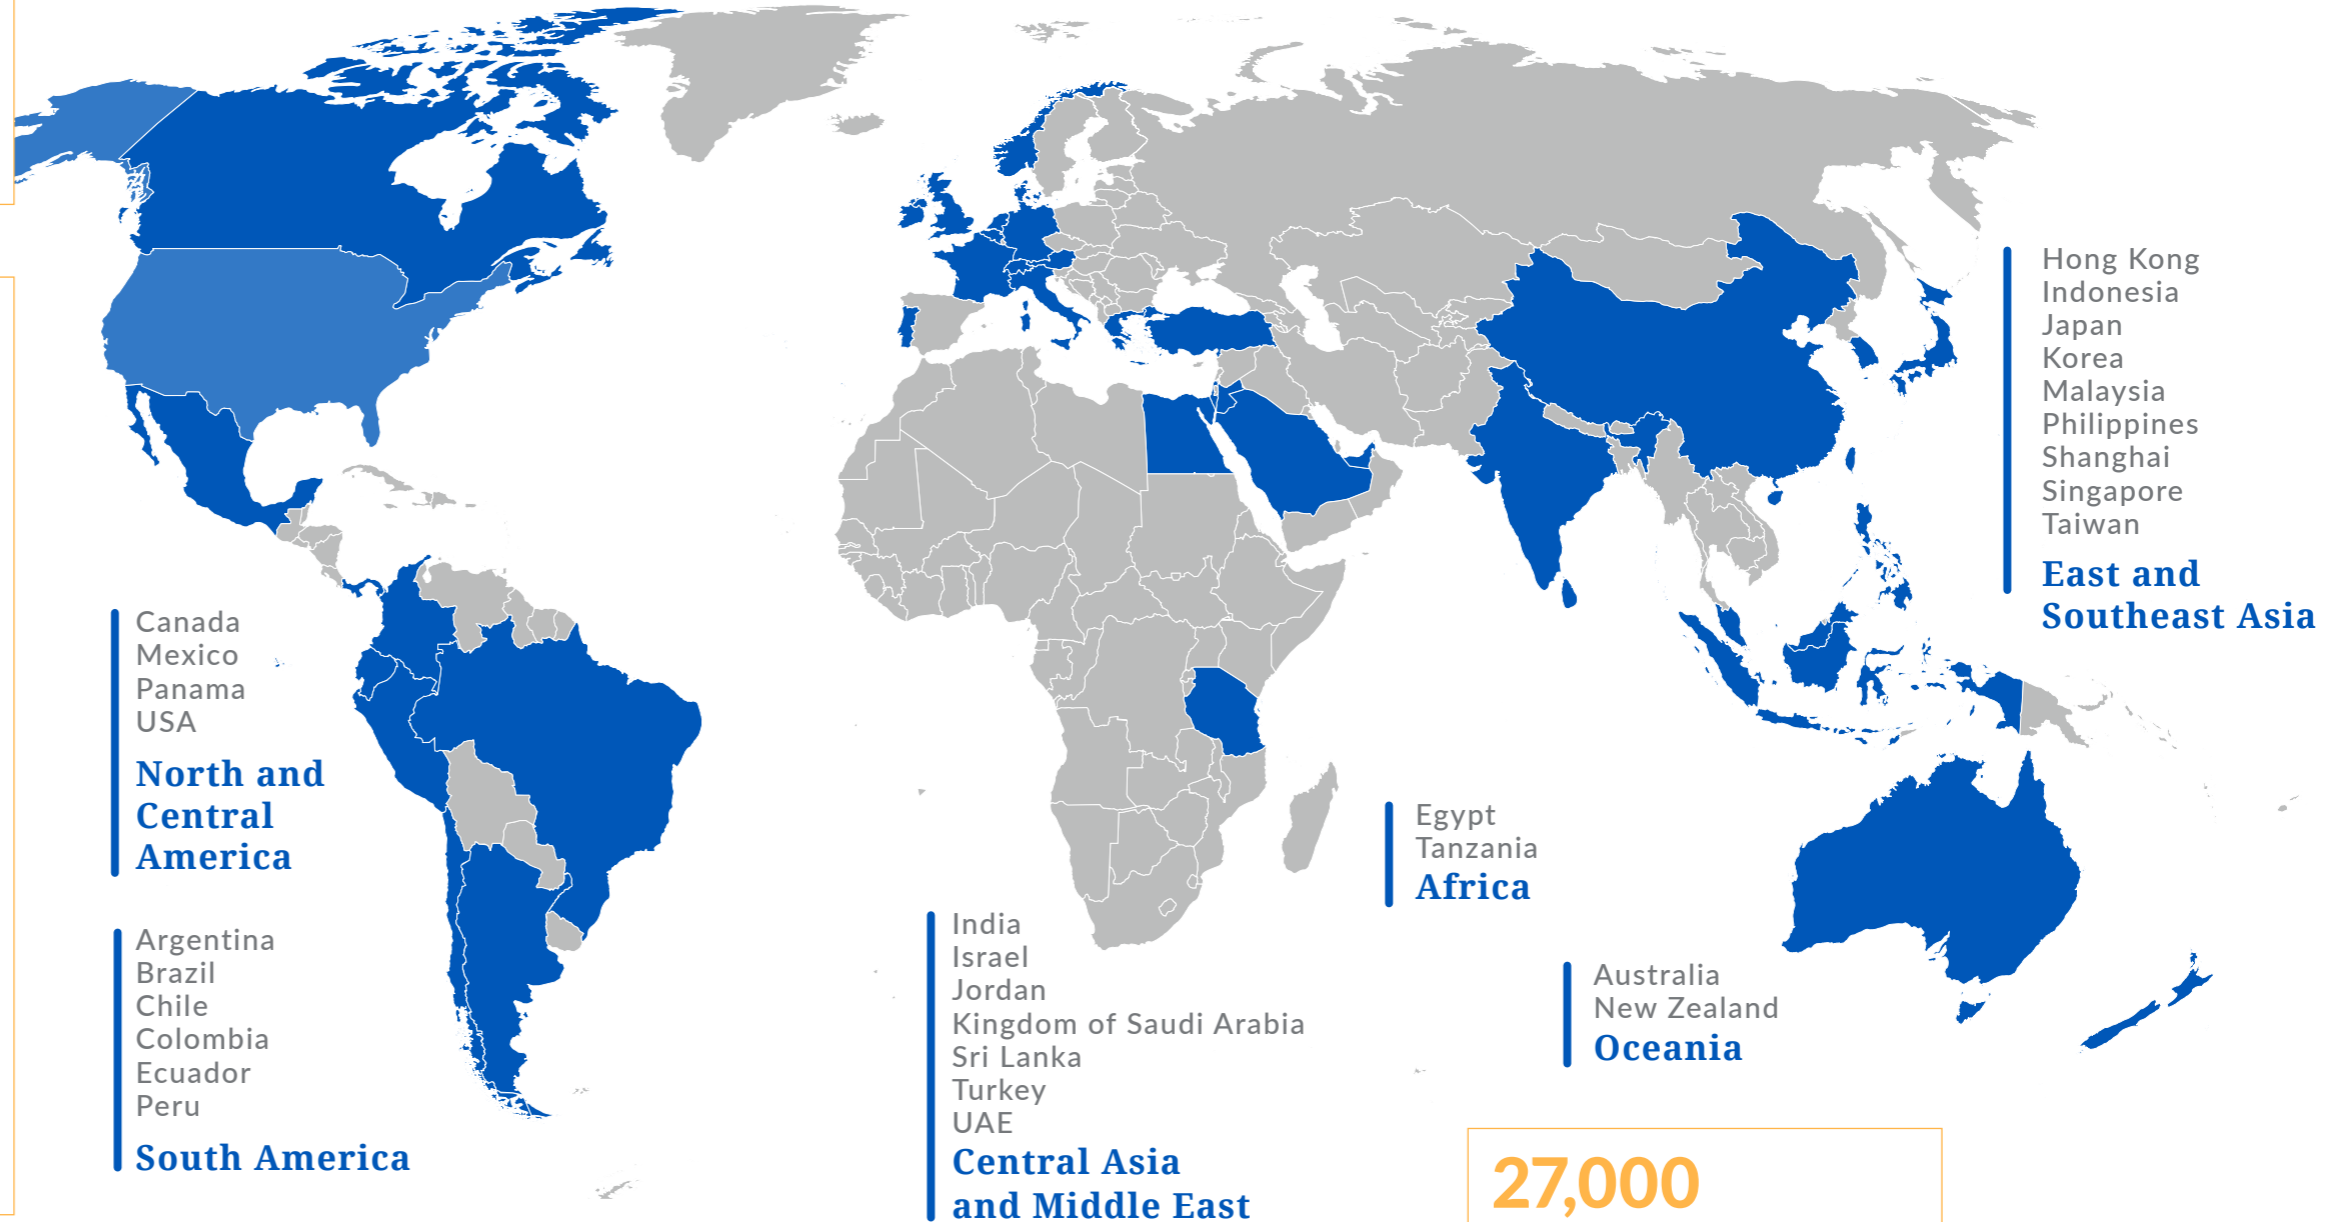 Canada
Mexico
Panama
USA
North and
Central
America
Argentina
Brazil
Chile
Colombia
Ecuador
Peru
South America
India
Israel
Jordan
Kingdom of Saudi Arabia
Sri Lanka
Turkey
UAE
Central Asia
and Middle East
Egypt
Tanzania
Africa
Australia
New Zealand
Oceania
Hong Kong
Indonesia
Japan
Korea
Malaysia
Philippines
Shanghai
Singapore
Taiwan
East and
Southeast Asia
27,000